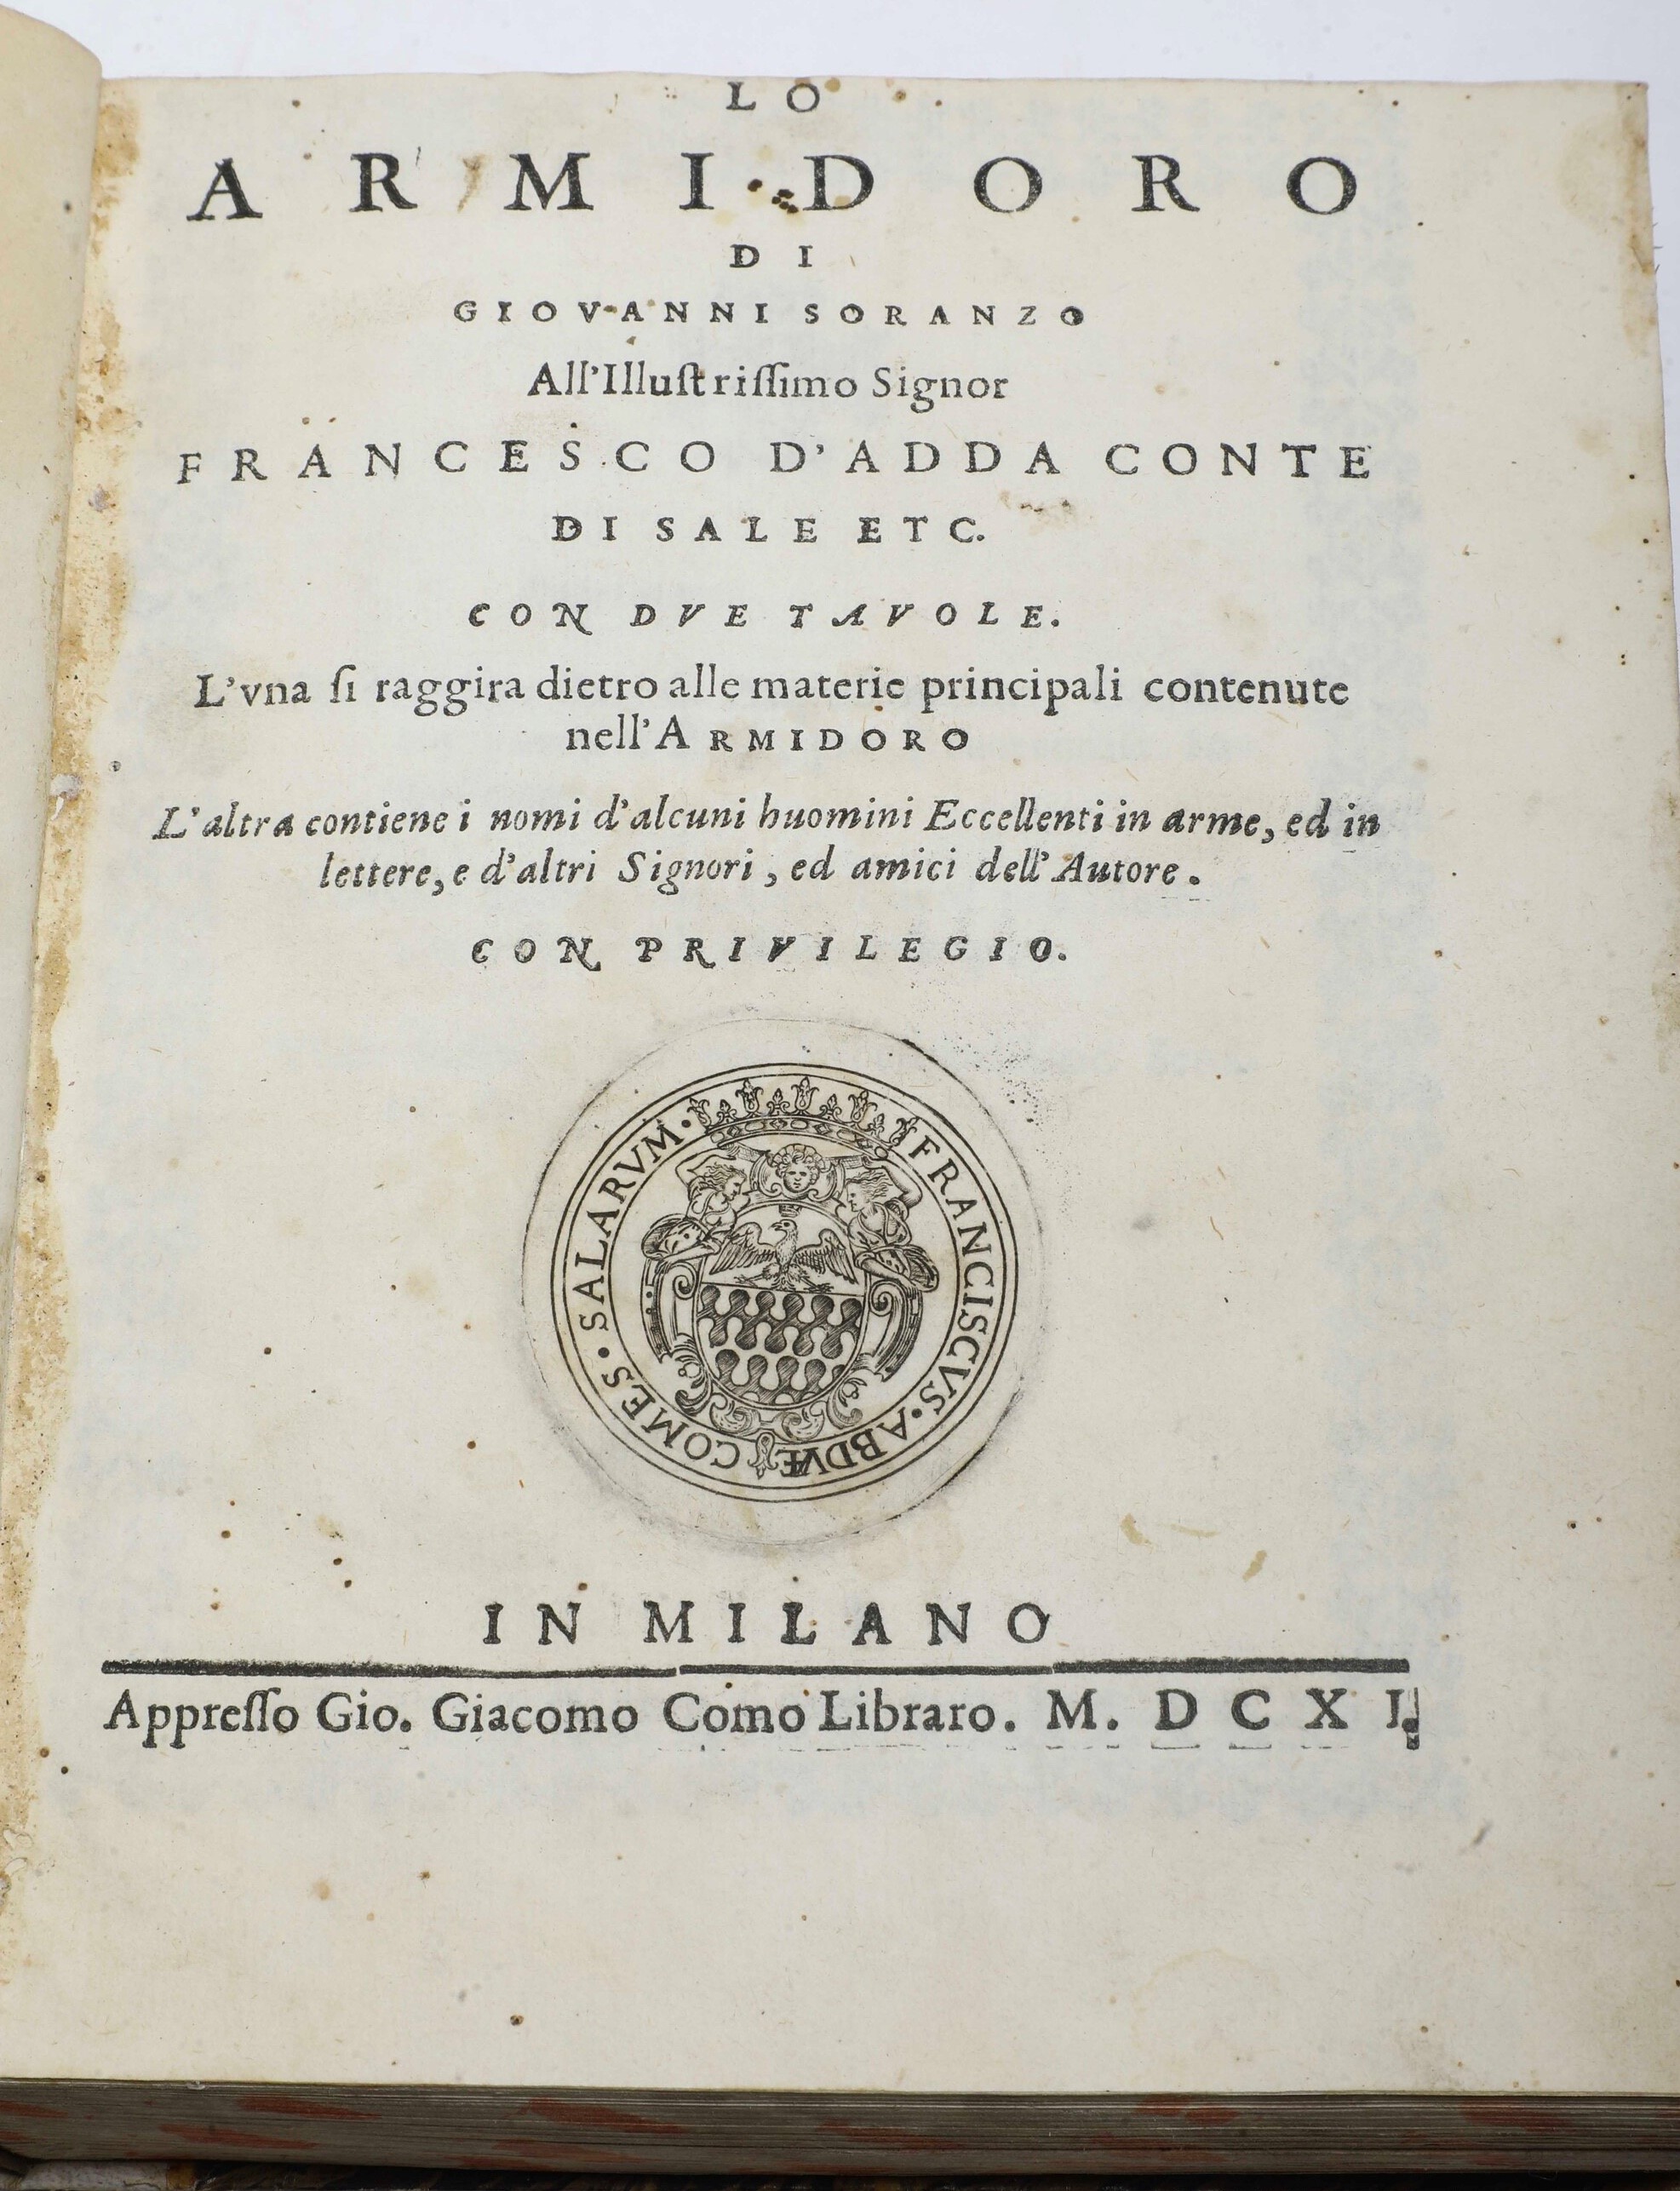 LO
ARMIDORO
DI
GIOVANNI SORANZO
All'Illuſtriſſimo Signor
FRANCESCO D'ADDA CONTE
DI SALE ETC.
CON DVE TAVOLE.
L'vna ſi raggira dietro alle materie principali contenute
nell'ARMIDORO
L'altra contiene i nomi d'alcuni huomini Eccellenti in arme, ed in
lettere, e d'altri Signori, ed amici dell'Autore.
CON PRIVILEGIO.
FRANCISCVS · ABDVÆ COMES · SALARVM ·
IN MILANO
Appreſſo Gio. Giacomo Como Libraro. M. DCXI.